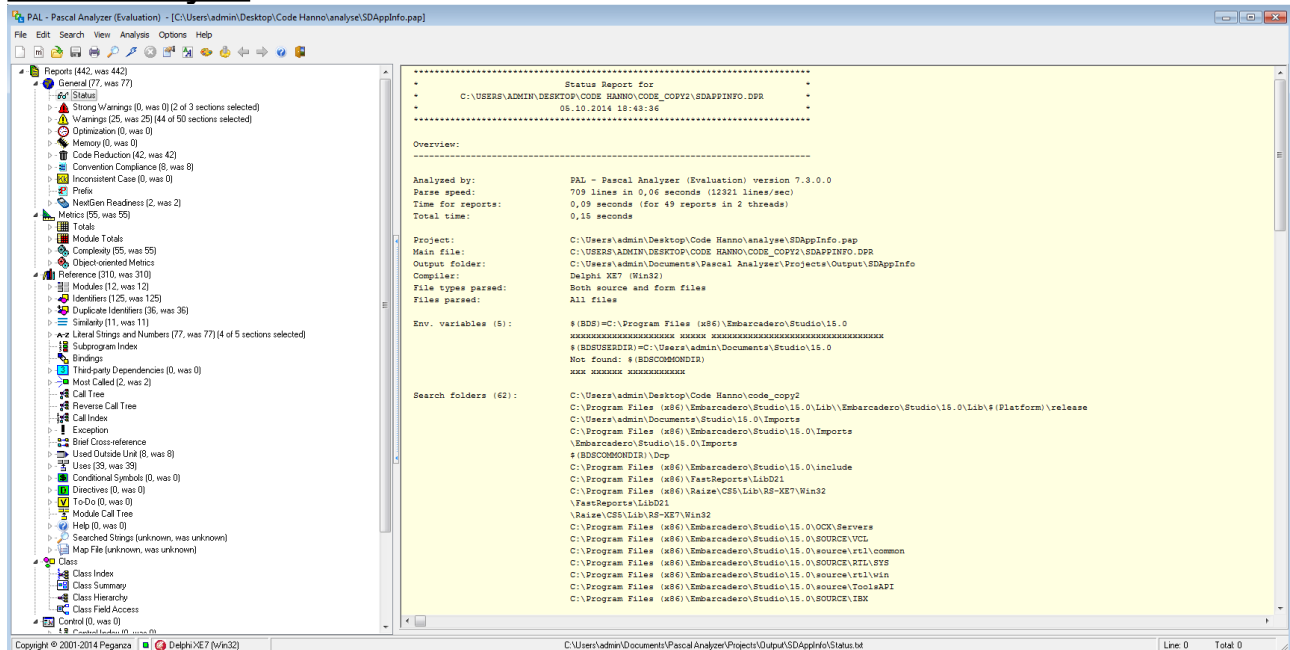 PAL - Pascal Analyzer (Evaluation) - [C:\Users\admin\Desktop\Code Hanno\analyse\SDAppInfo.pap]
File Edit Search View Analysis Options Help
Reports (442, was 442)
General (77, was 77)
Status
Strong Warnings (0, was 0) (2 of 3 sections selected)
Warnings (25, was 25) (44 of 50 sections selected)
Optimization (0, was 0)
Memory (0, was 0)
Code Reduction (42, was 42)
Convention Compliance (8, was 8)
Inconsistent Case (0, was 0)
Prefix
NextGen Readiness (2, was 2)
Metrics (55, was 55)
Totals
Module Totals
Complexity (55, was 55)
Object-oriented Metrics
Reference (310, was 310)
Modules (12, was 12)
Identifiers (125, was 125)
Duplicate Identifiers (36, was 36)
Similarity (11, was 11)
Literal Strings and Numbers (77, was 77) (4 of 5 sections selected)
Subprogram Index
Bindings
Third-party Dependencies (0, was 0)
Most Called (2, was 2)
Call Tree
Reverse Call Tree
Call Index
Exception
Brief Cross-reference
Used Outside Unit (8, was 8)
Uses (39, was 39)
Conditional Symbols (0, was 0)
Directives (0, was 0)
To-Do (0, was 0)
Module Call Tree
Help (0, was 0)
Searched Strings (unknown, was unknown)
Map File (unknown, was unknown)
Class
Class Index
Class Summary
Class Hierarchy
Class Field Access
Control (0, was 0)
Control Index (0, was 0)
Status Report for
C:\USERS\ADMIN\DESKTOP\CODE HANNO\CODE_COPY2\SDAPPINFO.DPR
05.10.2014 18:43:36
Overview:
Analyzed by: PAL - Pascal Analyzer (Evaluation) version 7.3.0.0
Parse speed: 709 lines in 0,06 seconds (12321 lines/sec)
Time for reports: 0,09 seconds (for 49 reports in 2 threads)
Total time: 0,15 seconds
Project: C:\Users\admin\Desktop\Code Hanno\analyse\SDAppInfo.pap
Main file: C:\USERS\ADMIN\DESKTOP\CODE HANNO\CODE_COPY2\SDAPPINFO.DPR
Output folder: C:\Users\admin\Documents\Pascal Analyzer\Projects\Output\SDAppInfo
Compiler: Delphi XE7 (Win32)
File types parsed: Both source and form files
Files parsed: All files
Env. variables (5): $(BDS)=C:\Program Files (x86)\Embarcadero\Studio\15.0
xxxxxxxxxxxxxxxxxxxx xxxxx xxxxxxxxxxxxxxxxxxxxxxxxxxxxxxxxx
$(BDSUSERDIR)=C:\Users\admin\Documents\Studio\15.0
Not found: $(BDSCOMMONDIR)
xxx xxxxxx xxxxxxxxxxx
Search folders (62): C:\Users\admin\Desktop\Code Hanno\code_copy2
C:\Program Files (x86)\Embarcadero\Studio\15.0\Lib\\Embarcadero\Studio\15.0\Lib\$(Platform)\release
C:\Users\admin\Documents\Studio\15.0\Imports
C:\Program Files (x86)\Embarcadero\Studio\15.0\Imports
\Embarcadero\Studio\15.0\Imports
$(BDSCOMMONDIR)\Dcp
C:\Program Files (x86)\Embarcadero\Studio\15.0\include
C:\Program Files (x86)\FastReports\LibD21
C:\Program Files (x86)\Raize\CS5\Lib\RS-XE7\Win32
\FastReports\LibD21
\Raize\CS5\Lib\RS-XE7\Win32
C:\Program Files (x86)\Embarcadero\Studio\15.0\OCX\Servers
C:\Program Files (x86)\Embarcadero\Studio\15.0\SOURCE\VCL
C:\Program Files (x86)\Embarcadero\Studio\15.0\source\rtl\common
C:\Program Files (x86)\Embarcadero\Studio\15.0\SOURCE\RTL\SYS
C:\Program Files (x86)\Embarcadero\Studio\15.0\source\rtl\win
C:\Program Files (x86)\Embarcadero\Studio\15.0\source\ToolsAPI
C:\Program Files (x86)\Embarcadero\Studio\15.0\SOURCE\IBX
Copyright © 2001-2014 Peganza Delphi XE7 (Win32) C:\Users\admin\Documents\Pascal Analyzer\Projects\Output\SDAppInfo\Status.txt Line: 0 Total: 0